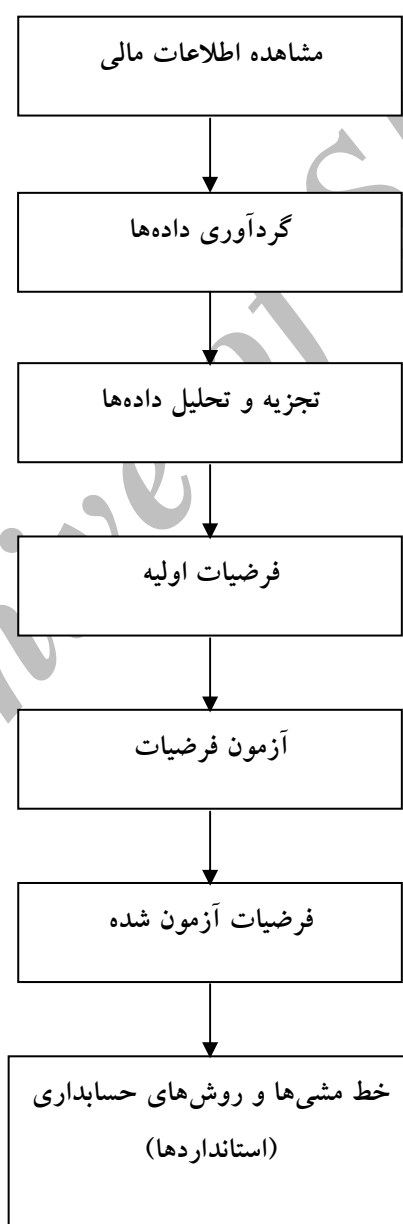 مشاهده اطلاعات مالی
گردآوری داده‌ها
تجزیه و تحلیل داده‌ها
فرضیات اولیه
آزمون فرضیات
فرضیات آزمون شده
خط مشی‌ها و روش‌های حسابداری
(استانداردها)